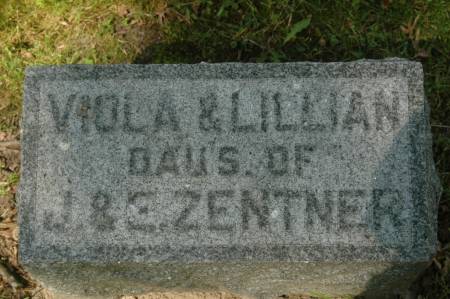 VIOLA & LILLIAN
DAUS. OF
J. & E. ZENTNER